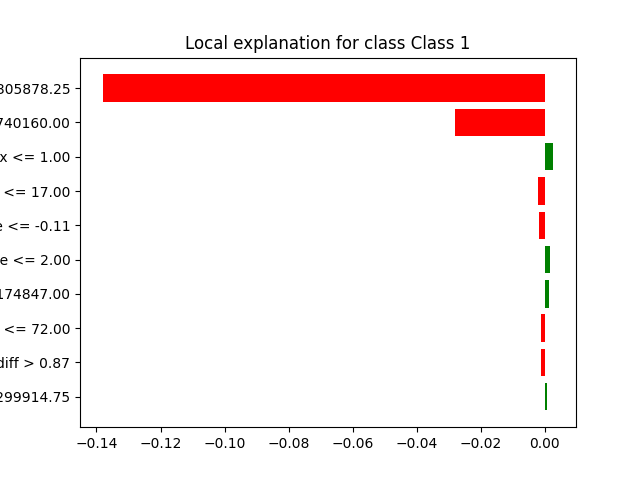 Local explanation for class Class 1
305878.25
740160.00
x <= 1.00
<= 17.00
e <= -0.11
e <= 2.00
174847.00
<= 72.00
diff > 0.87
299914.75
−0.14 −0.12 −0.10 −0.08 −0.06 −0.04 −0.02 0.00